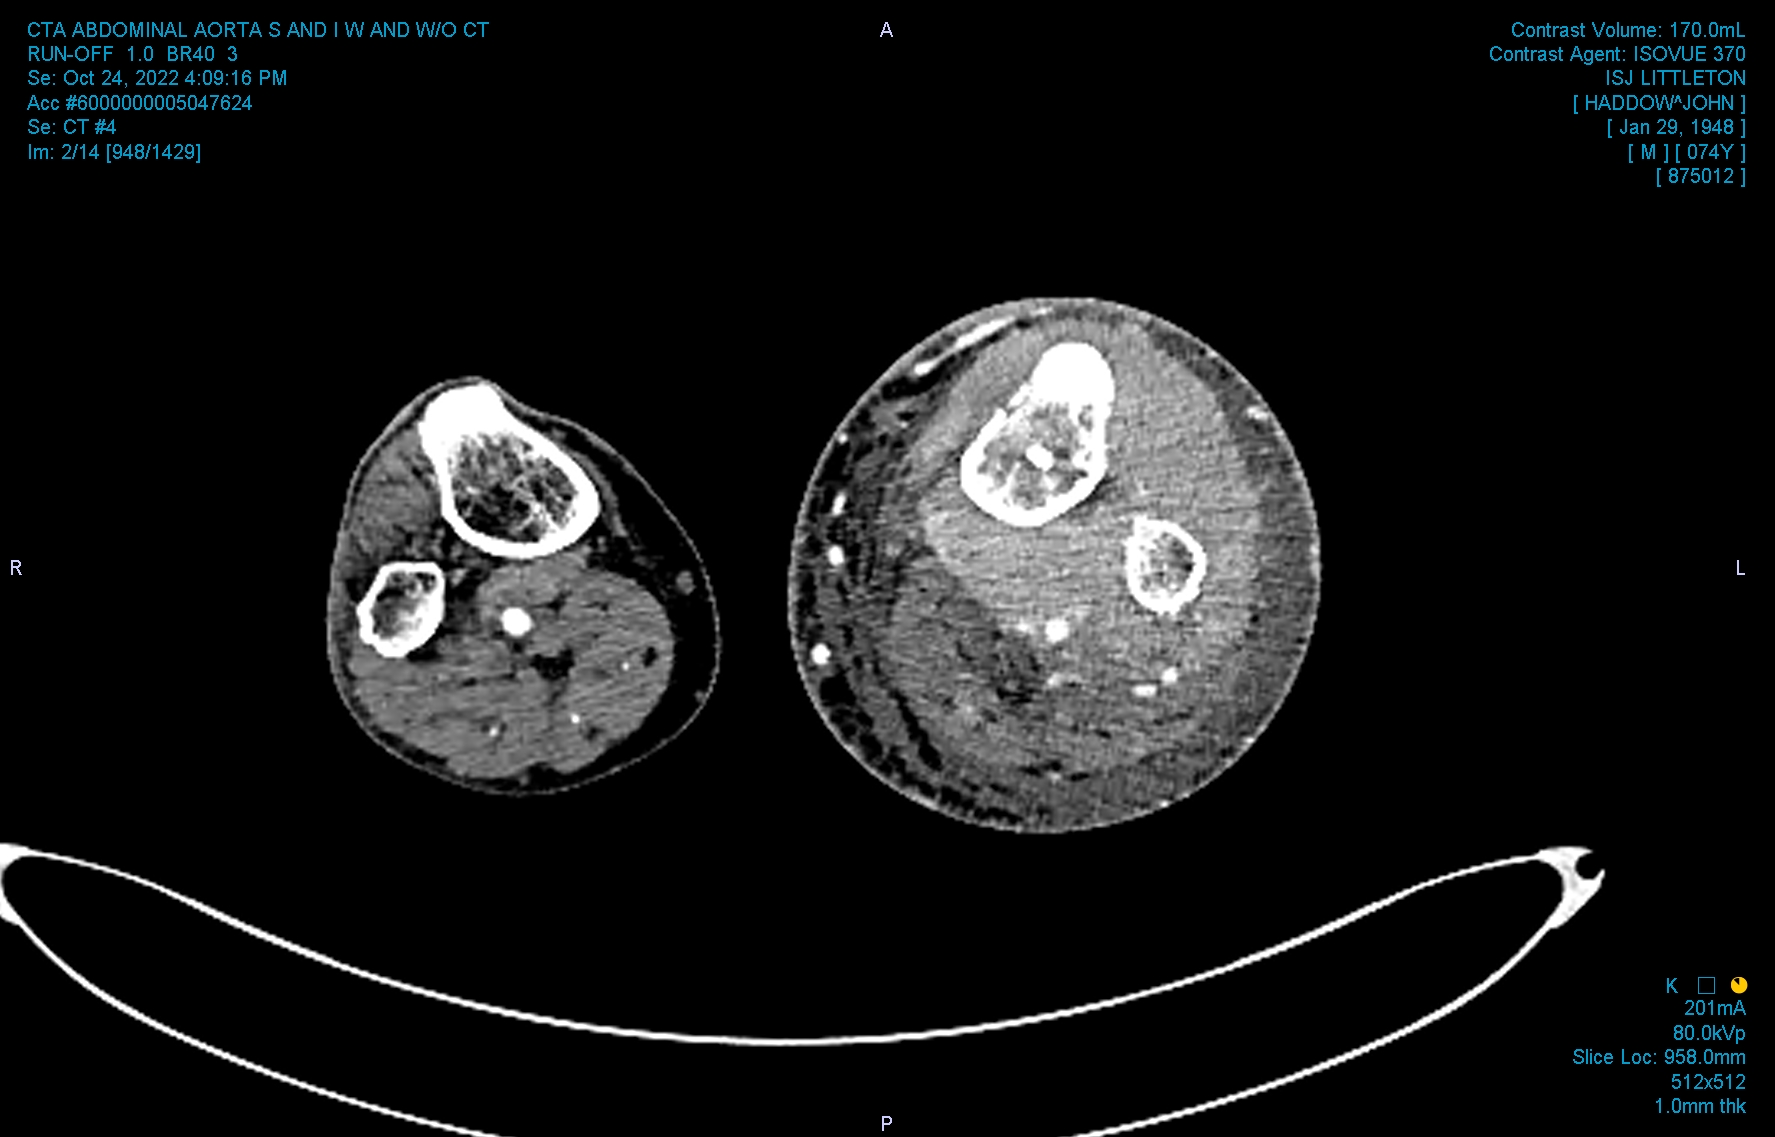 CTA ABDOMINAL AORTA S AND I W AND W/O CT
RUN-OFF 1.0 BR40 3
Se: Oct 24, 2022 4:09:16 PM
Acc #6000000005047624
Se: CT #4
Im: 2/14 [948/1429]
A
Contrast Volume: 170.0mL
Contrast Agent: ISOVUE 370
ISJ LITTLETON
[ HADDOW^JOHN ]
[ Jan 29, 1948 ]
[ M ] [ 074Y ]
[ 875012 ]
R
L
K
201mA
80.0kVp
Slice Loc: 958.0mm
512x512
1.0mm thk
P